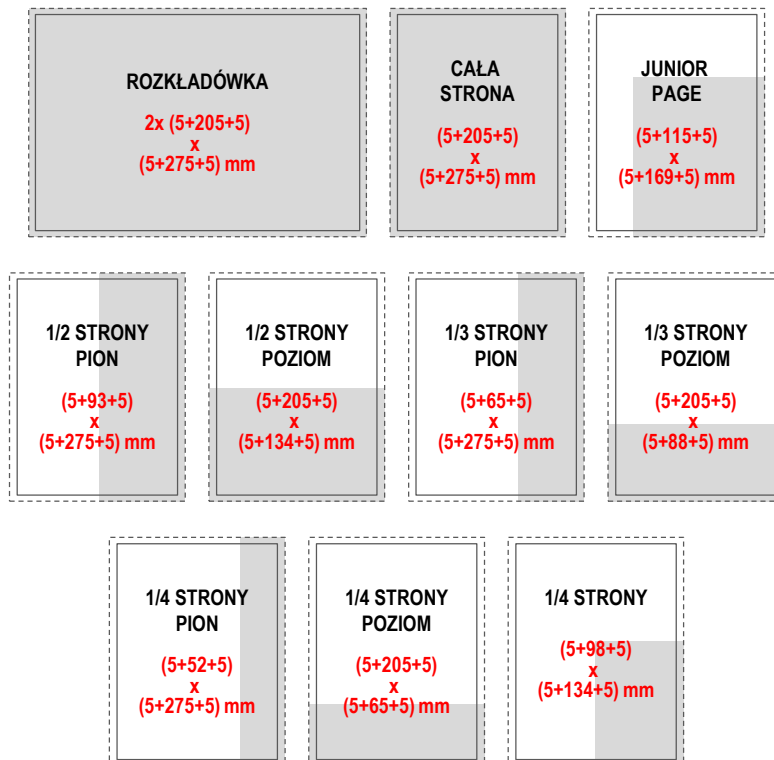 ROZKŁADÓWKA
2x (5+205+5)
x
(5+275+5) mm
CAŁA
STRONA
(5+205+5)
x
(5+275+5) mm
JUNIOR
PAGE
(5+115+5)
x
(5+169+5) mm
1/2 STRONY
PION
(5+93+5)
x
(5+275+5) mm
1/2 STRONY
POZIOM
(5+205+5)
x
(5+134+5) mm
1/3 STRONY
PION
(5+65+5)
x
(5+275+5) mm
1/3 STRONY
POZIOM
(5+205+5)
x
(5+88+5) mm
1/4 STRONY
PION
(5+52+5)
x
(5+275+5) mm
1/4 STRONY
POZIOM
(5+205+5)
x
(5+65+5) mm
1/4 STRONY
(5+98+5)
x
(5+134+5) mm